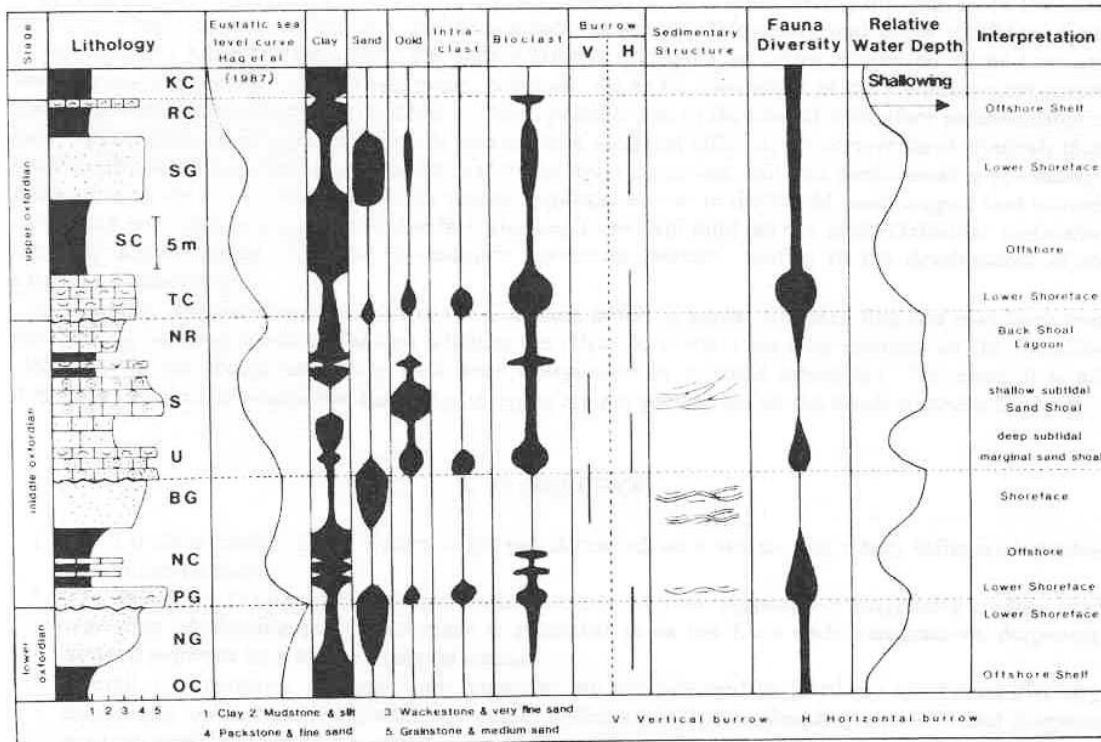 Stage
Lithology
Eustatic sea
level curve
Haq et al
(1987)
Clay
Sand
Ooid
Intra-
clast
Bioclast
Burrow
V H
Sedimentary
Structure
Fauna
Diversity
Relative
Water Depth
Interpretation
Shallowing
upper oxfordian
middle oxfordian
lower
oxfordian
KC
RC
SG
SC
5m
TC
NR
S
U
BG
NC
PG
NG
OC
Offshore Shelf
Lower Shoreface
Offshore
Lower Shoreface
Back Shoal
Lagoon
shallow subtidal
Sand Shoal
deep subtidal
marginal sand shoal
Shoreface
Offshore
Lower Shoreface
Lower Shoreface
Offshore Shelf
1 2 3 4 5
1. Clay 2. Mudstone & silt 3. Wackestone & very fine sand V. Vertical burrow. H. Horizontal burrow
4. Packstone & fine sand 5. Grainstone & medium sand